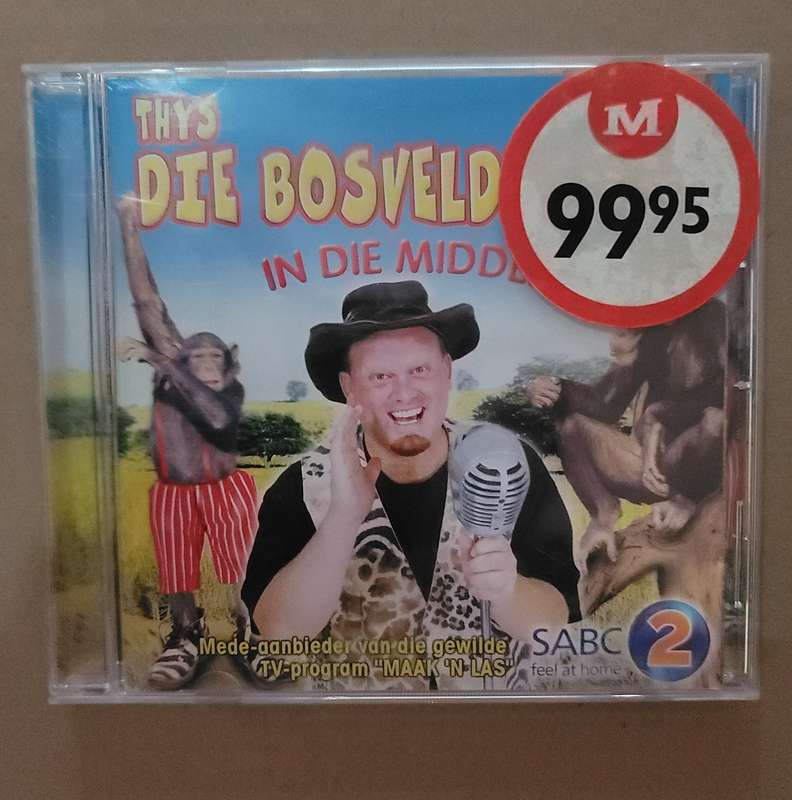 THYS
DIE BOSVELD
IN DIE
M
9995
Mede-aanbieder van die gewilde
TV-program "MAAK 'N LAS"
SABC 2
feel at home